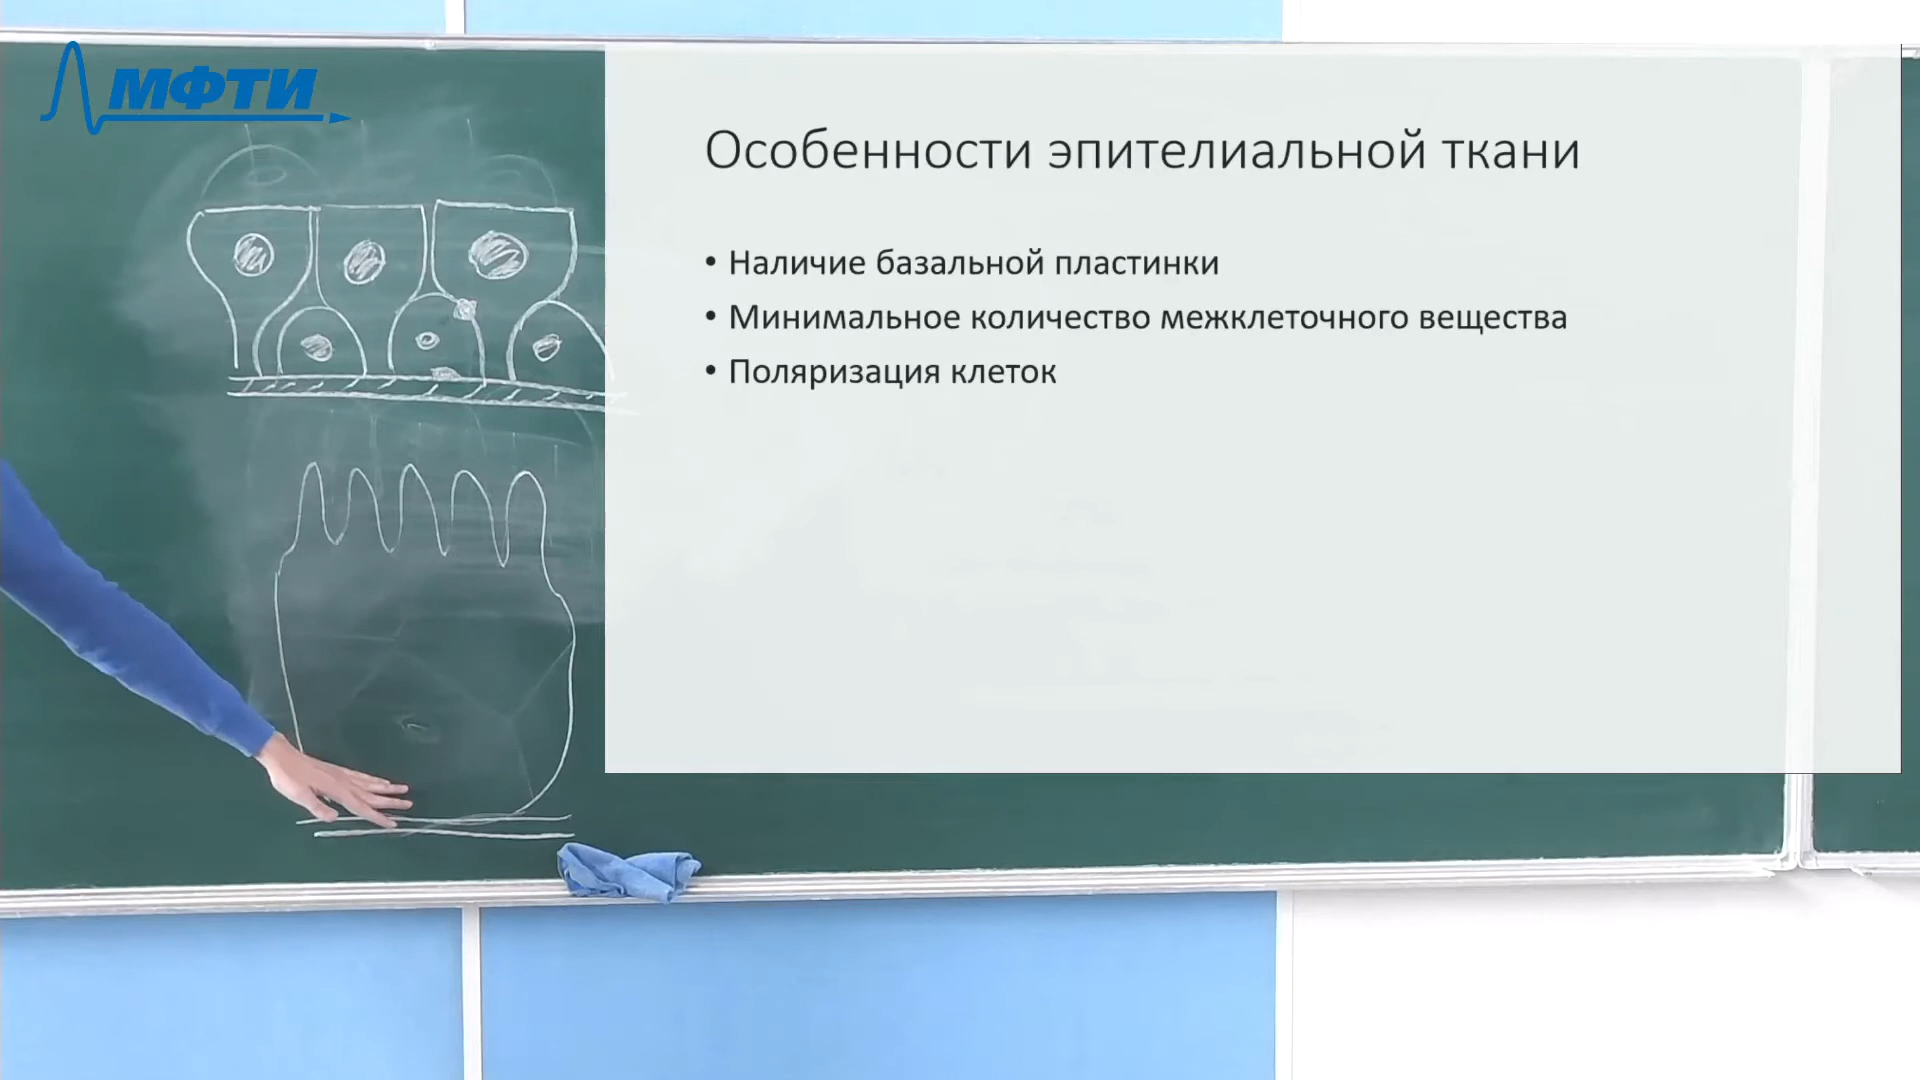 МФТИ
Особенности эпителиальной ткани
• Наличие базальной пластинки
• Минимальное количество межклеточного вещества
• Поляризация клеток